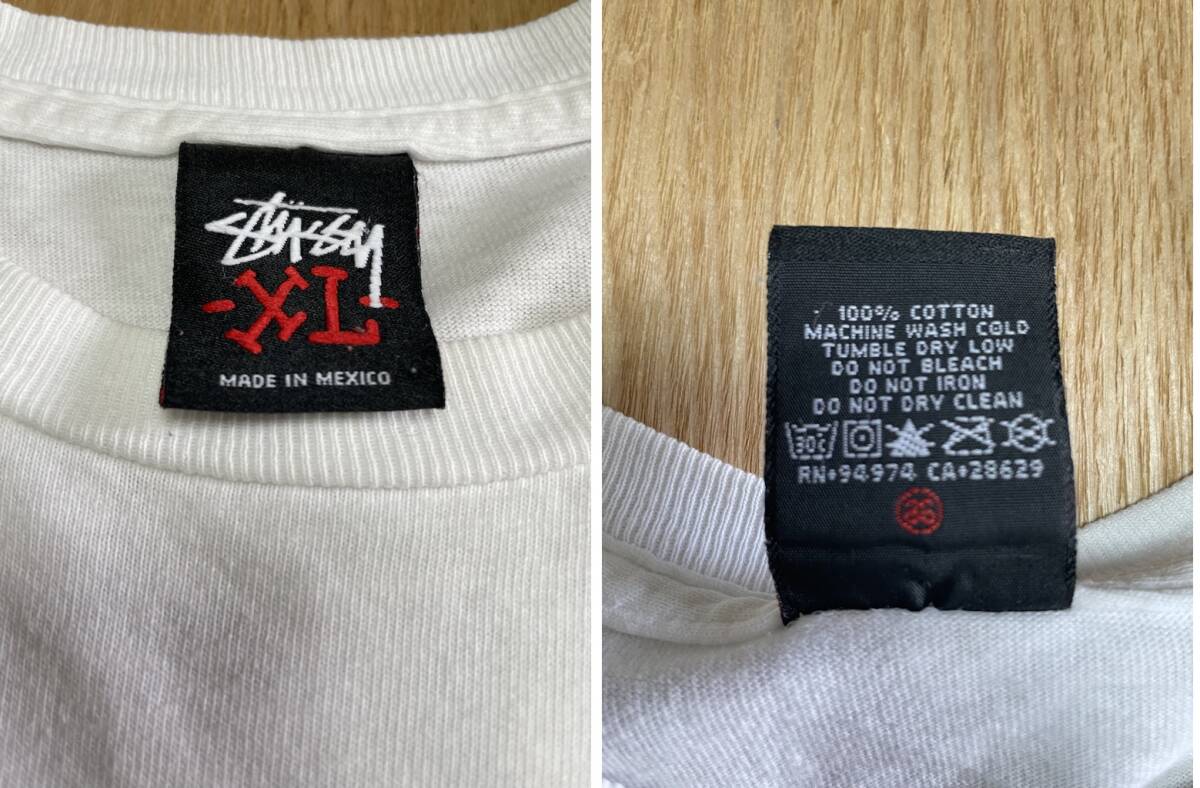 STÜSSY
-XL-
MADE IN MEXICO
100% COTTON
MACHINE WASH COLD
TUMBLE DRY LOW
DO NOT BLEACH
DO NOT IRON
DO NOT DRY CLEAN
30C
RN♦94974 CA♦28629